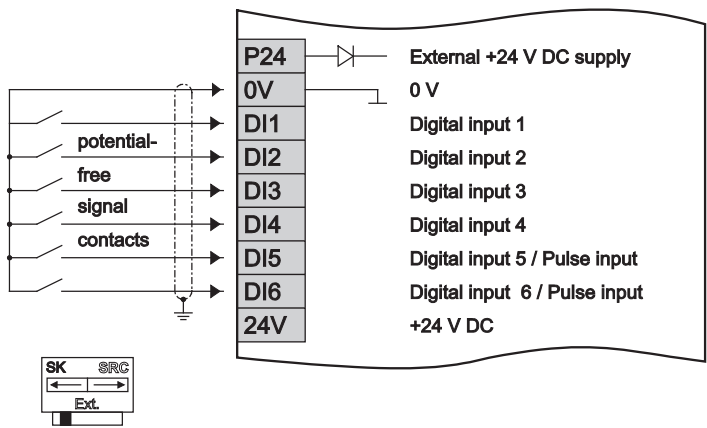 P24 External +24 V DC supply
0V 0 V
DI1 Digital input 1
potential-
DI2 Digital input 2
free
DI3 Digital input 3
signal
DI4 Digital input 4
contacts
DI5 Digital input 5 / Pulse input
DI6 Digital input 6 / Pulse input
24V +24 V DC
SK SRC
Ext.